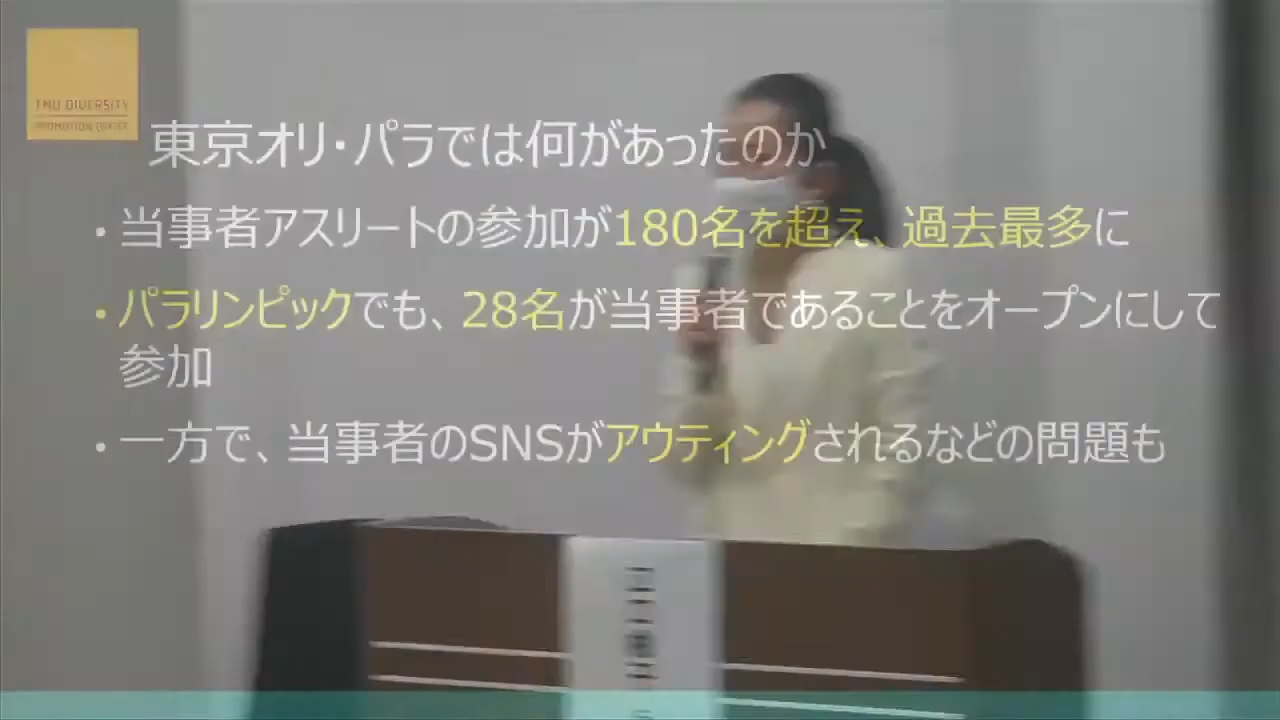 TMU DIVERSITY
PROMOTION OFFICE
東京オリ・パラでは何があったのか
・当事者アスリートの参加が180名を超え、過去最多に
・パラリンピックでも、28名が当事者であることをオープンにして
参加
・一方で、当事者のSNSがアウティングされるなどの問題も